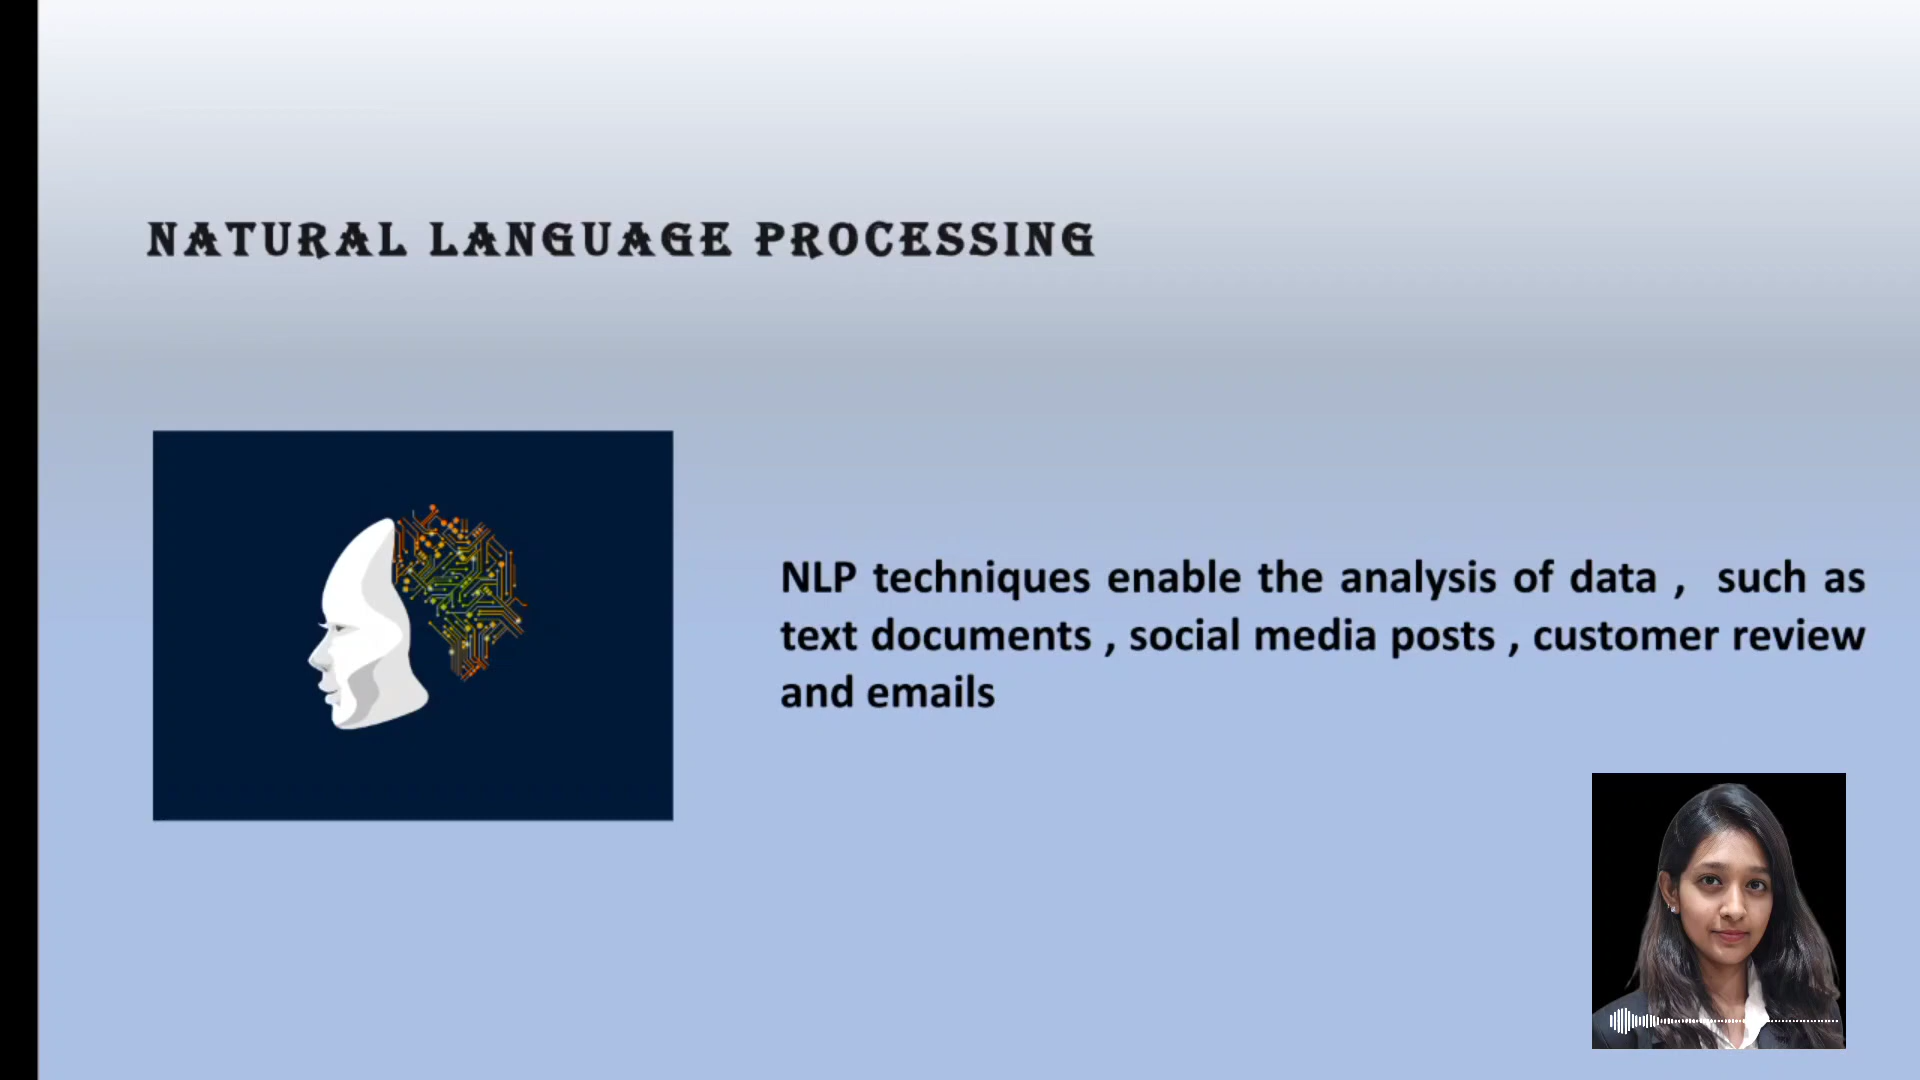 NATURAL LANGUAGE PROCESSING
NLP techniques enable the analysis of data , such as
text documents , social media posts , customer review
and emails